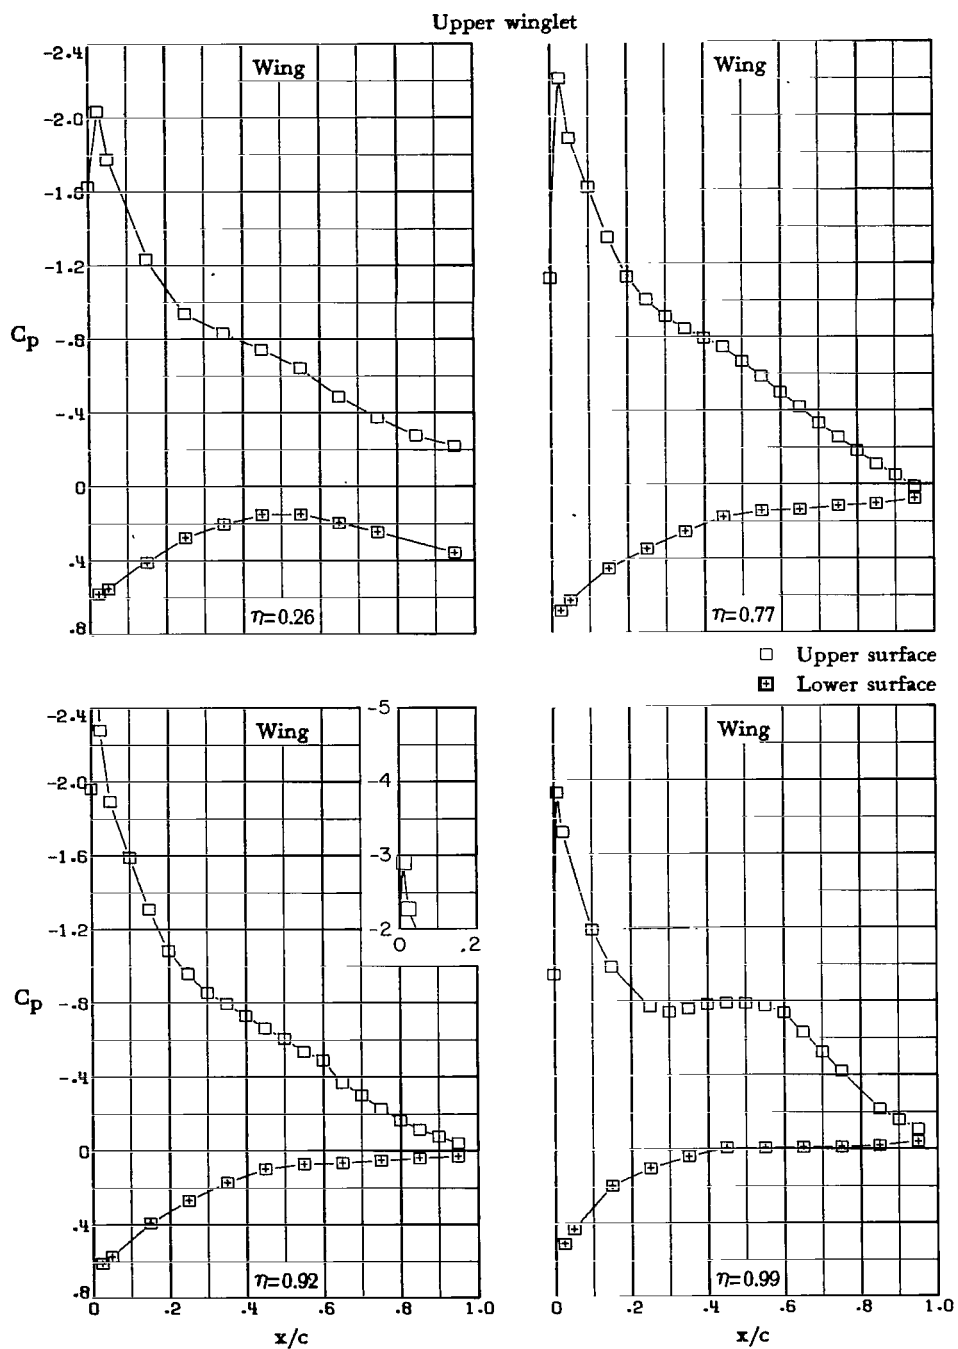 Upper winglet
-2.4
Wing
Wing
-2.0
-1.6
-1.2
Cp
-.8
-.4
0
.4
.8
η=0.26
η=0.77
Upper surface
Lower surface
-2.4
Wing
-5
Wing
-2.0
-4
-1.6
-3
-1.2
-2
0 .2
Cp
-.8
-.4
0
.4
.8
η=0.92
η=0.99
0 .2 .4 .6 .8 1.0
0 .2 .4 .6 .8 1.0
x/c
x/c